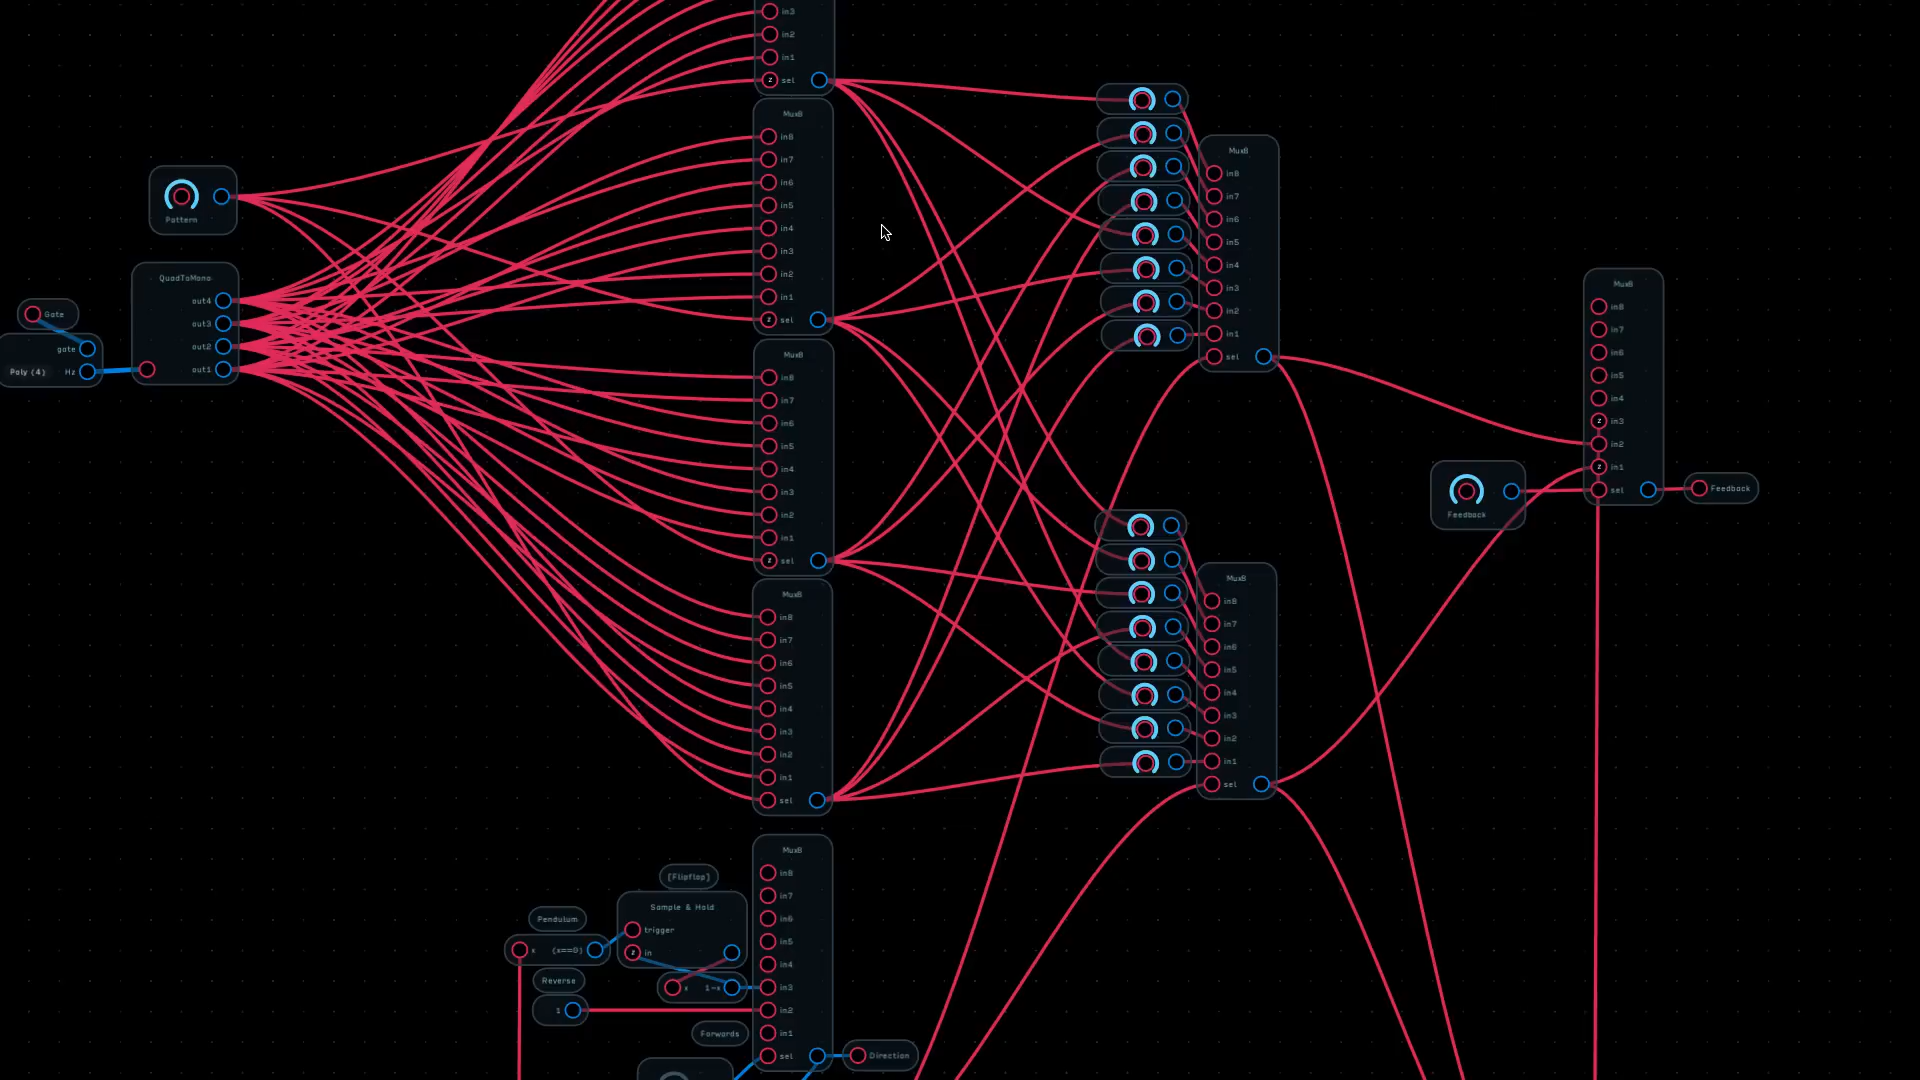 in3
in2
in1
z sel
Mux8
in8
in7
in6
in5
in4
in3
in2
in1
z sel
Pattern
QuadToMono
out4
out3
out2
out1
Gate
gate
Poly (4) Hz
Mux8
in8
in7
in6
in5
in4
in3
in2
in1
z sel
Mux8
in8
in7
in6
in5
in4
in3
in2
in1
sel
Mux8
in8
in7
in6
in5
in4
in3
in2
in1
sel
Mux8
in8
in7
in6
in5
in4
in3
in2
in1
sel
Mux8
in8
in7
in6
in5
in4
z in3
in2
z in1
sel
Feedback
Feedback
Mux8
in8
in7
in6
in5
in4
in3
in2
in1
sel
[Flipflop]
Sample & Hold
trigger
z in
Pendulum
x (x==0)
x 1-x
Reverse
1
Forwards
Direction